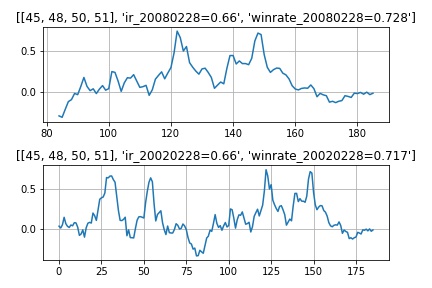 [[45, 48, 50, 51], 'ir_20080228=0.66', 'winrate_20080228=0.728']
0.5
0.0
80 100 120 140 160 180
[[45, 48, 50, 51], 'ir_20020228=0.66', 'winrate_20020228=0.717']
0.5
0.0
0 25 50 75 100 125 150 175